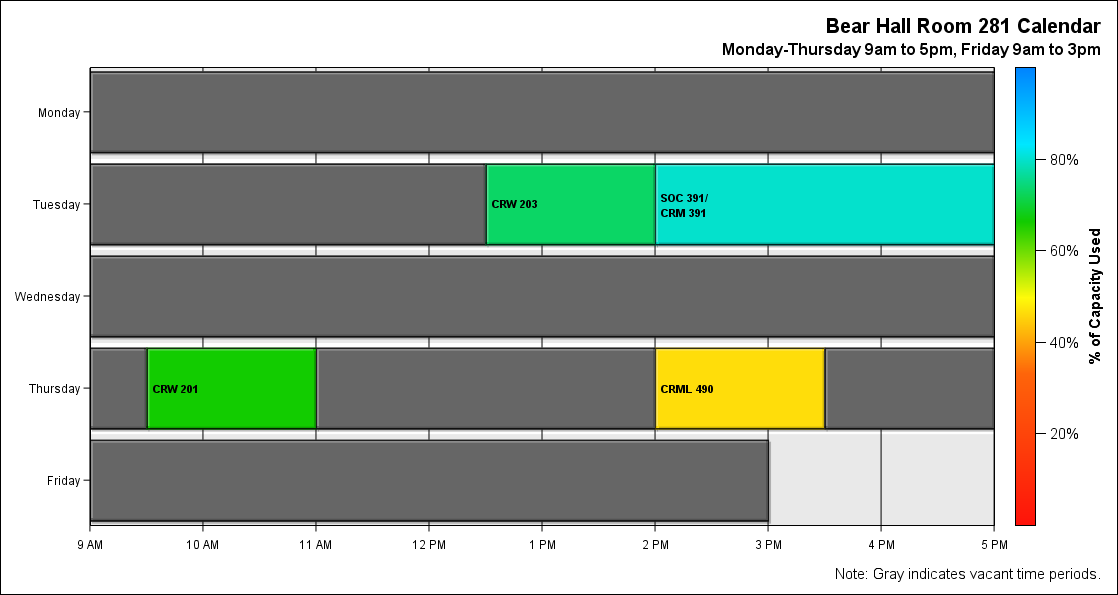 Bear Hall Room 281 Calendar
Monday-Thursday 9am to 5pm, Friday 9am to 3pm
Monday
Tuesday
CRW 203
SOC 391/
CRM 391
Wednesday
Thursday
CRW 201
CRML 490
Friday
9 AM
10 AM
11 AM
12 PM
1 PM
2 PM
3 PM
4 PM
5 PM
80%
60%
40%
20%
% of Capacity Used
Note: Gray indicates vacant time periods.